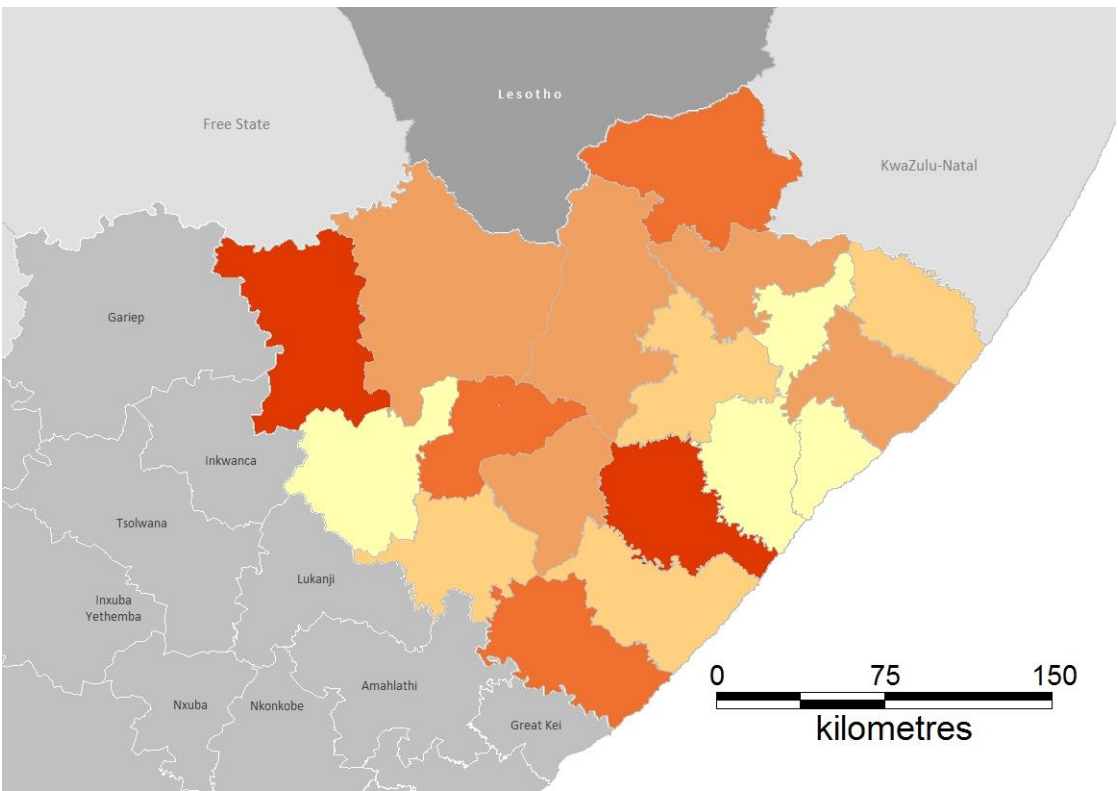 Lesotho
Free State
KwaZulu-Natal
Gariep
Inkwanca
Tsolwana
Lukanji
Inxuba
Yethemba
Amahlathi
Nxuba
Nkonkobe
Great Kei
0 75 150
kilometres